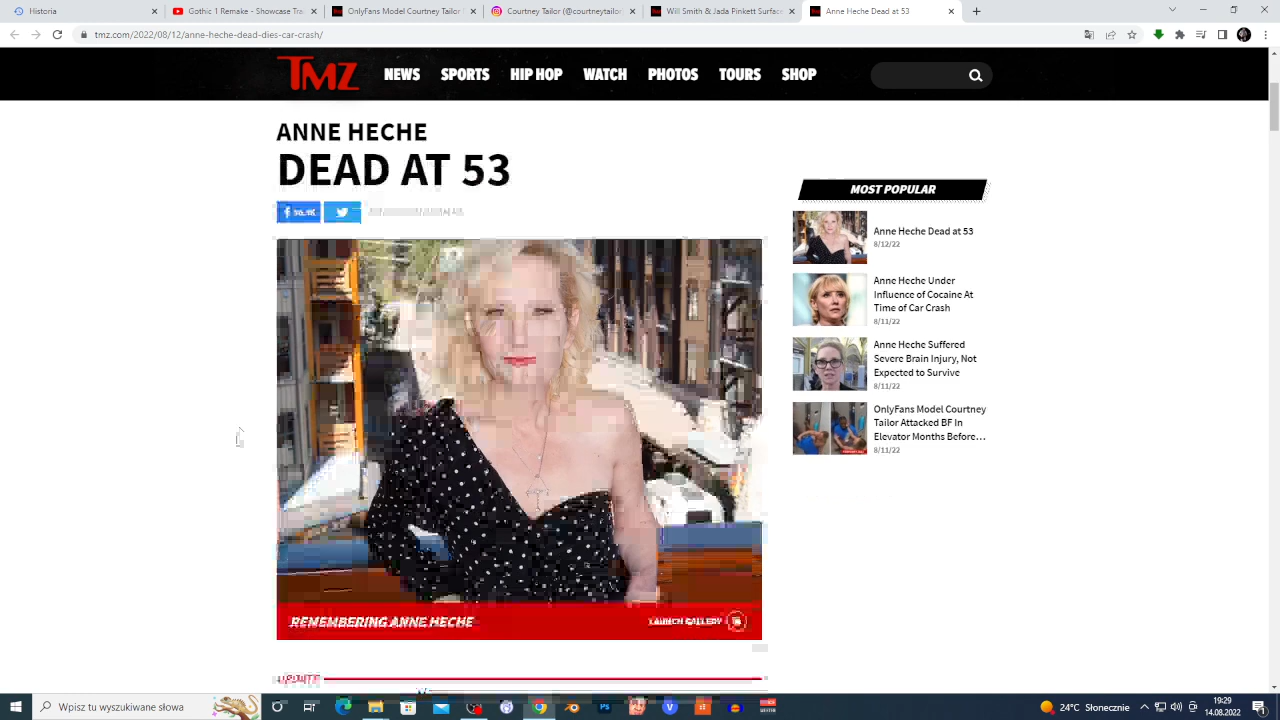 Historia
Gothic 1 Remake -Seaction Tra
OnlyFans Model Courtney Tailor
Courtney Tailor (@courtneytailor
Will Smith & Jada Pinkett Surface
Anne Heche Dead at 53
tmz.com/2022/08/12/anne-heche-dead-dies-car-crash/
TMZ
NEWS SPORTS HIP HOP WATCH PHOTOS TOURS SHOP
ANNE HECHE
DEAD AT 53
MOST POPULAR
Anne Heche Dead at 53
8/12/22
Anne Heche Under
Influence of Cocaine At
Time of Car Crash
8/11/22
Anne Heche Suffered
Severe Brain Injury, Not
Expected to Survive
8/11/22
OnlyFans Model Courtney
Tailor Attacked BF In
Elevator Months Before...
8/11/22
REMEMBERING ANNE HECHE
LAUNCH GALLERY
UPDATE
Wpisz tu wyszukiwane słowa
24°C Słonecznie
19:29
14.08.2022